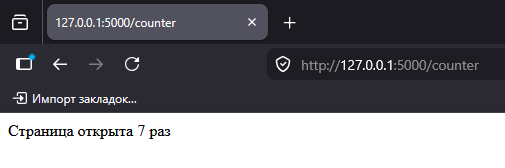 127.0.0.1:5000/counter
http://127.0.0.1:5000/counter
Импорт закладок...
Страница открыта 7 раз